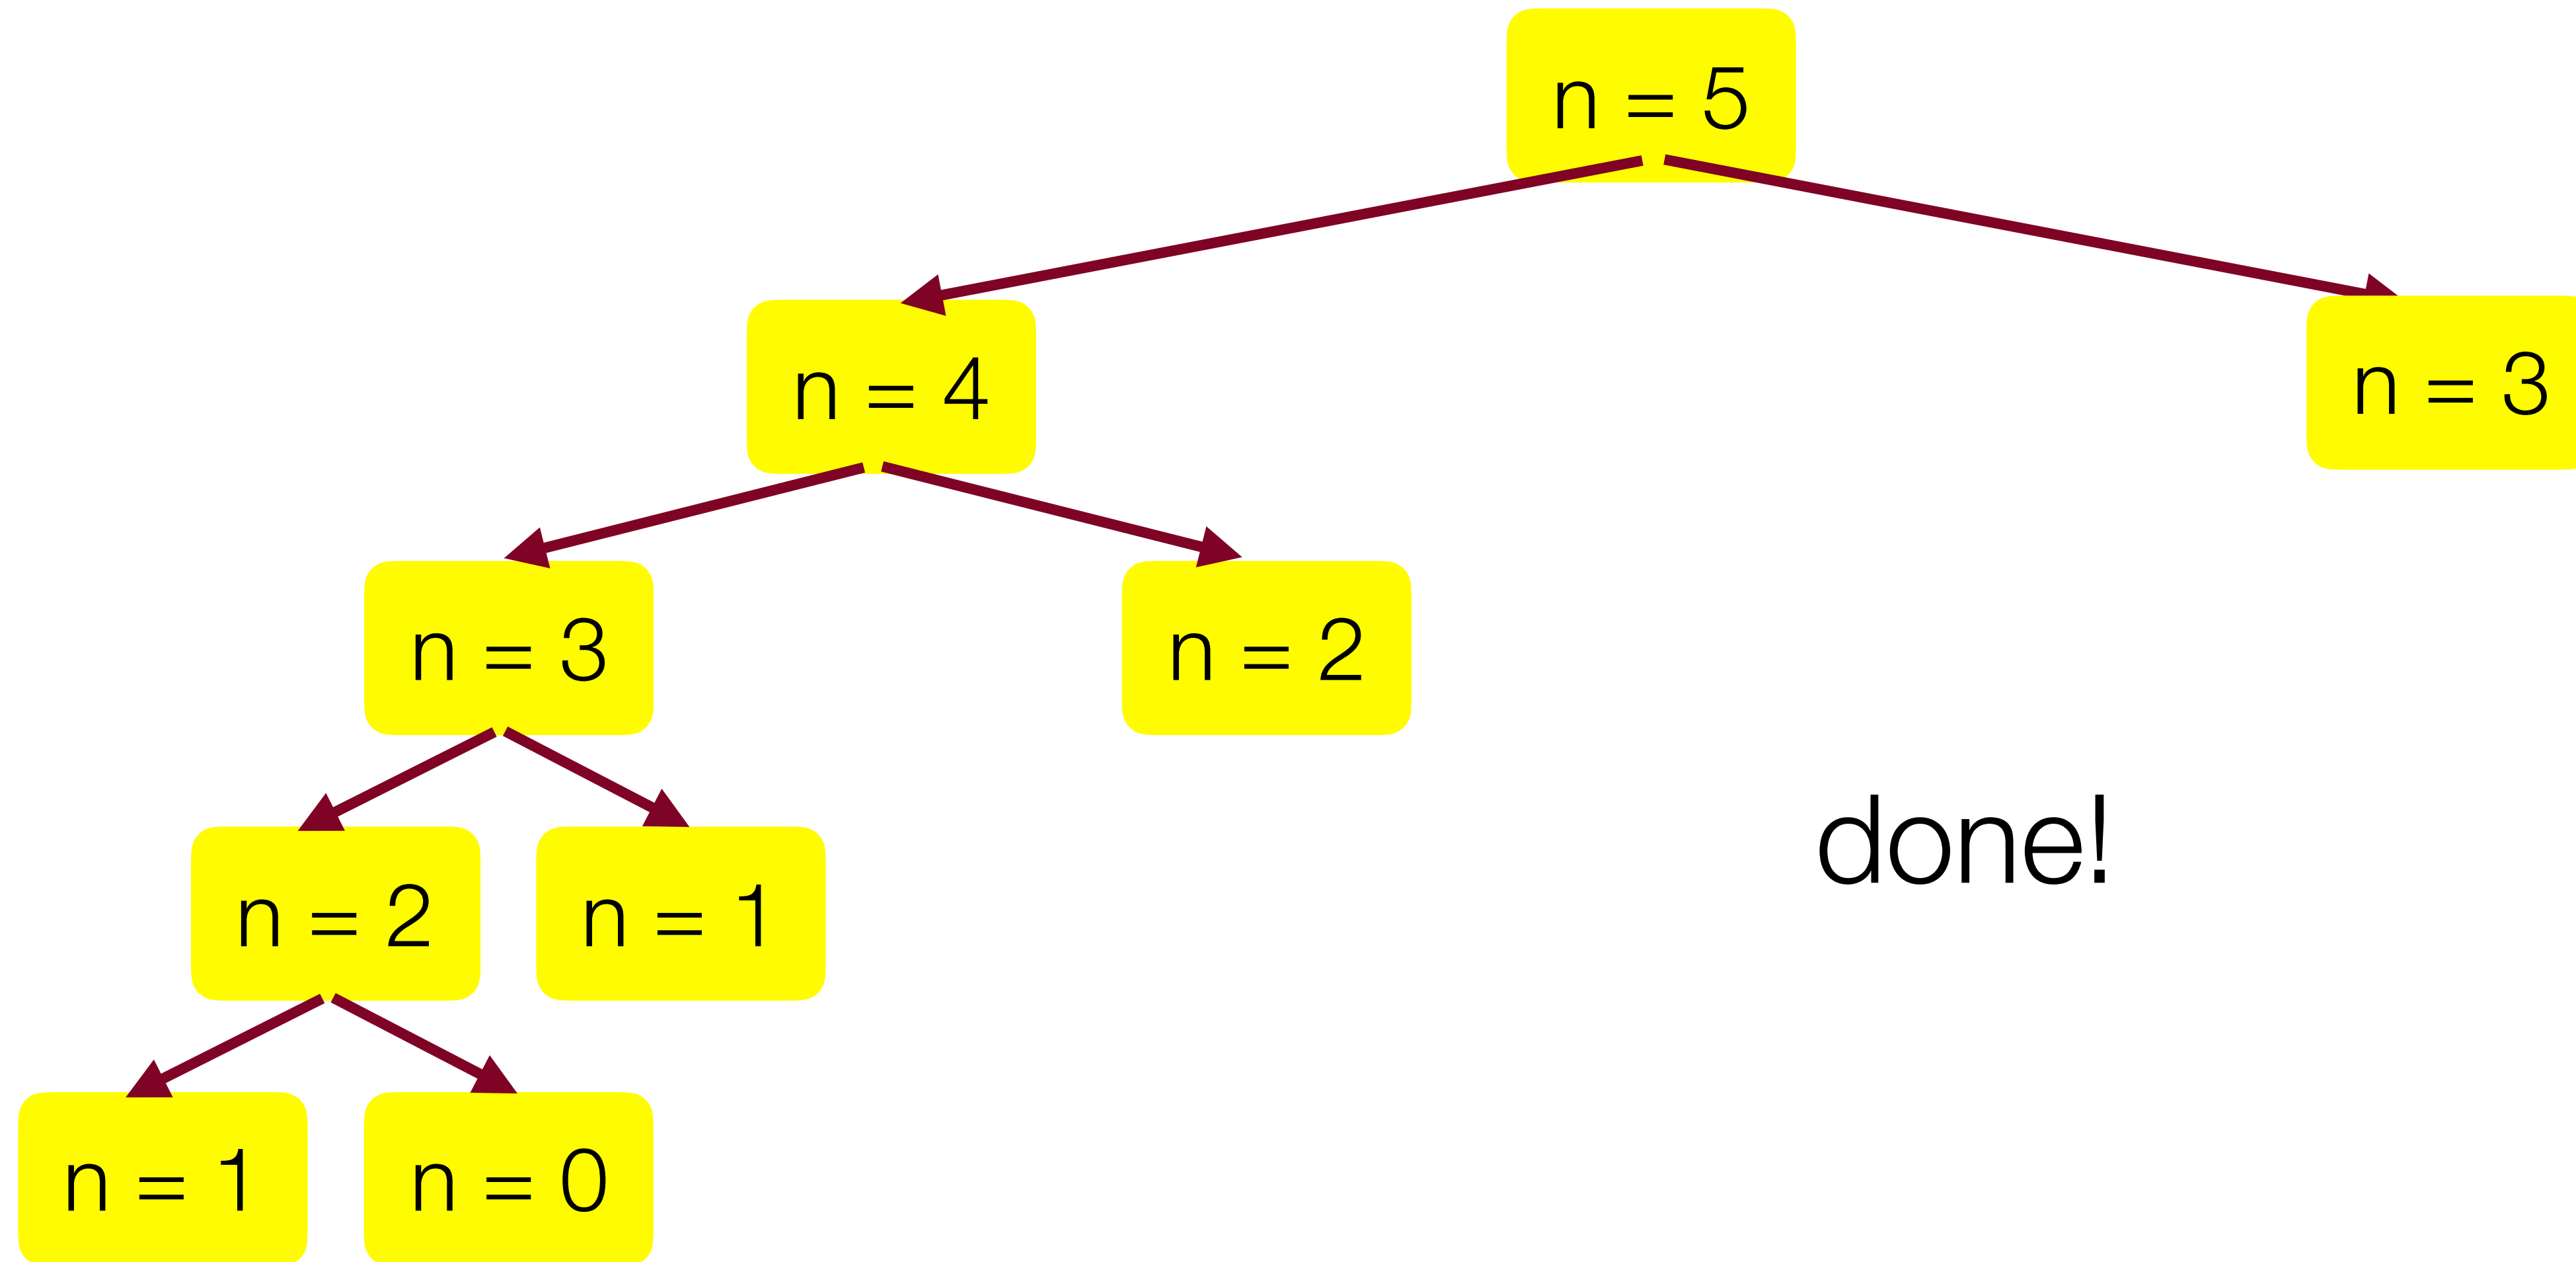 n = 5
n = 4
n = 3
n = 3
n = 2
n = 2
n = 1
done!
n = 1
n = 0